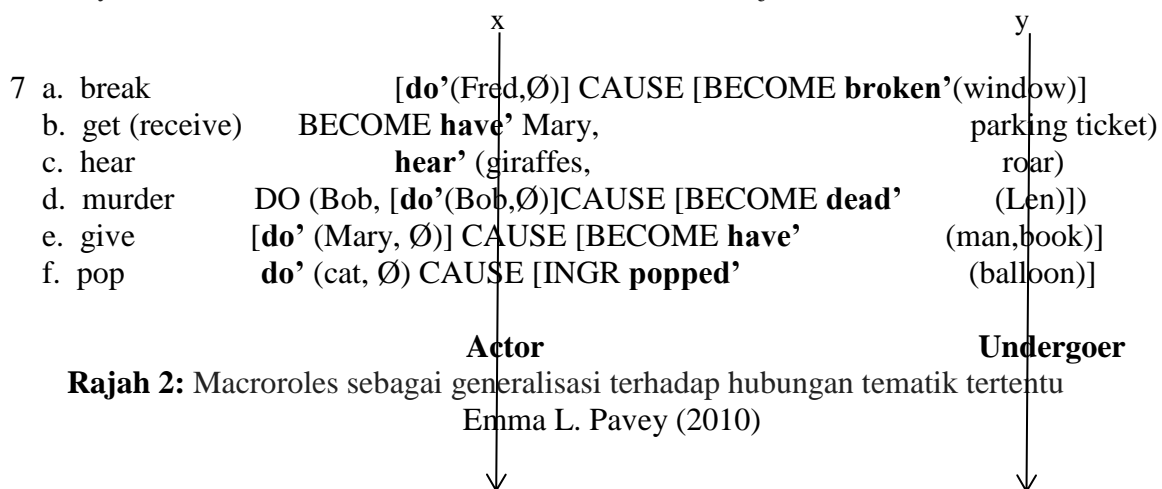 x y
7 a. break [do’(Fred,Ø)] CAUSE [BECOME broken’(window)]
b. get (receive) BECOME have’ Mary, parking ticket)
c. hear hear’ (giraffes, roar)
d. murder DO (Bob, [do’(Bob,Ø)]CAUSE [BECOME dead’ (Len)])
e. give [do’ (Mary, Ø)] CAUSE [BECOME have’ (man,book)]
f. pop do’ (cat, Ø) CAUSE [INGR popped’ (balloon)]
Actor Undergoer
Rajah 2: Macroroles sebagai generalisasi terhadap hubungan tematik tertentu
Emma L. Pavey (2010)